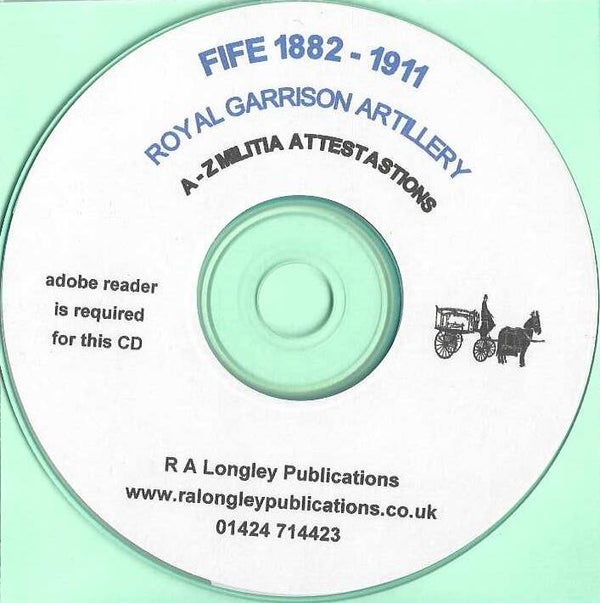 FIFE 1882 - 1911
ROYAL GARRISON ARTILLERY
A - Z MILITIA ATTESTASTIONS
adobe reader
is required
for this CD
R A Longley Publications
www.ralongleypublications.co.uk
01424 714423